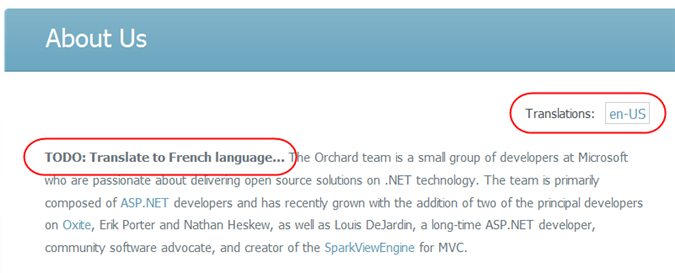 About Us
Translations: en-US
TODO: Translate to French language... The Orchard team is a small group of developers at Microsoft
who are passionate about delivering open source solutions on .NET technology. The team is primarily
composed of ASP.NET developers and has recently grown with the addition of two of the principal developers
on Oxite, Erik Porter and Nathan Heskew, as well as Louis DeJardin, a long-time ASP.NET developer,
community software advocate, and creator of the SparkViewEngine for MVC.